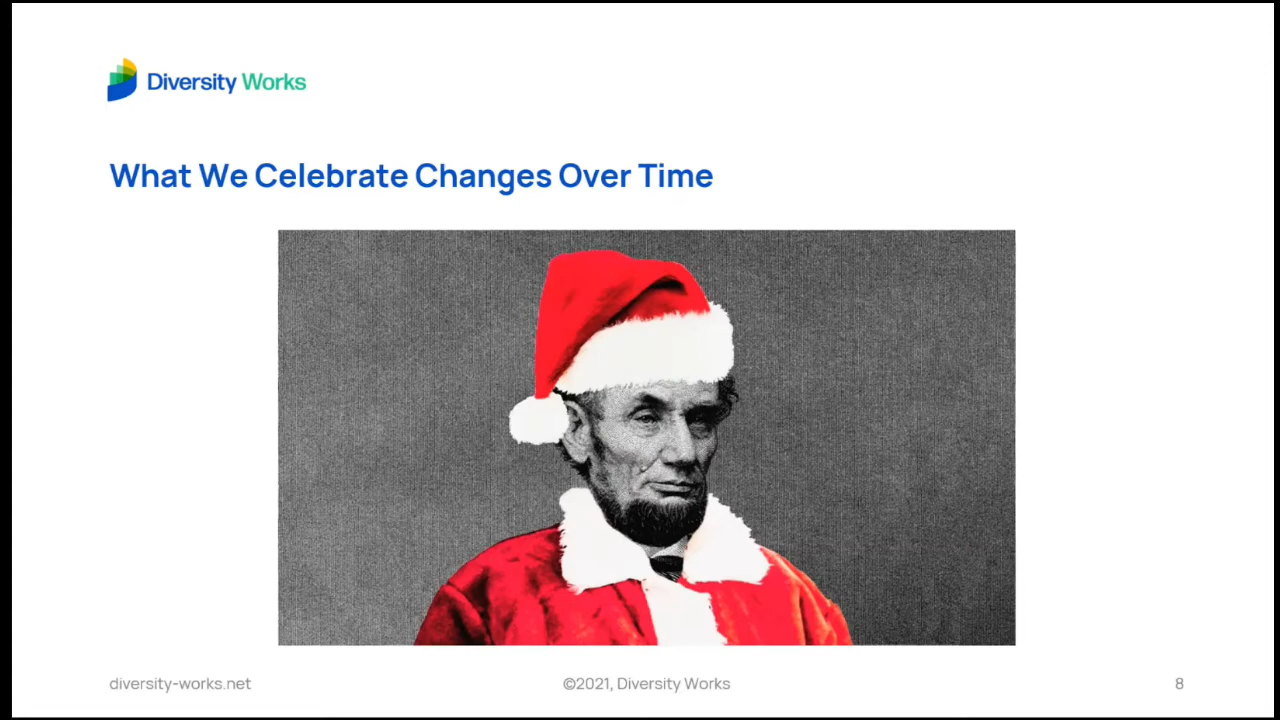 Diversity Works
What We Celebrate Changes Over Time
diversity-works.net
©2021, Diversity Works
8